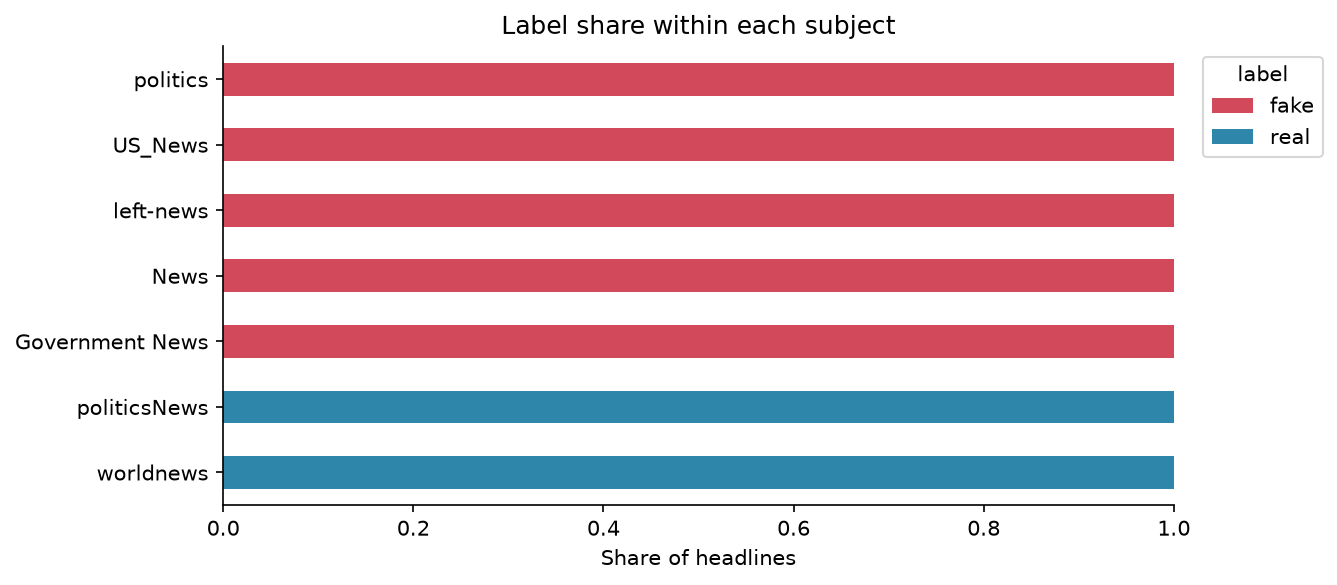 Label share within each subject
politics
US_News
left-news
News
Government News
politicsNews
worldnews
0.0 0.2 0.4 0.6 0.8 1.0
Share of headlines
label
fake
real